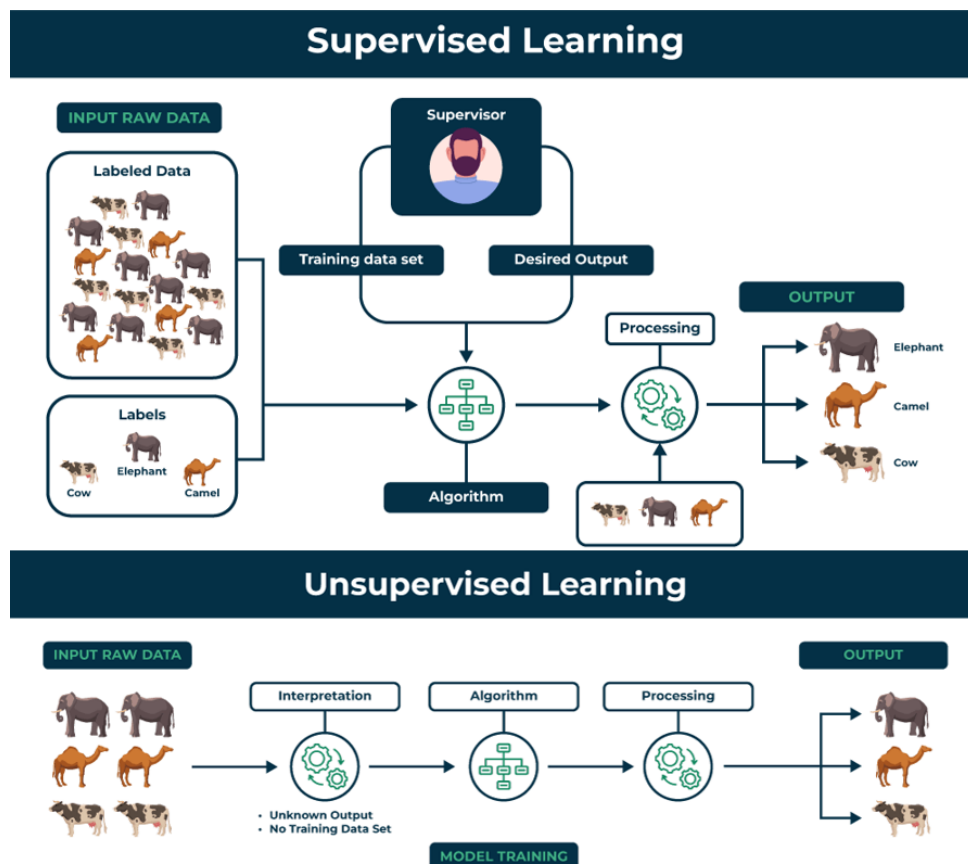 Supervised Learning
INPUT RAW DATA
Labeled Data
Supervisor
Training data set
Desired Output
OUTPUT
Processing
Elephant
Camel
Cow
Labels
Elephant
Cow
Camel
Algorithm
Unsupervised Learning
INPUT RAW DATA
OUTPUT
Interpretation
Algorithm
Processing
• Unknown Output
• No Training Data Set
MODEL TRAINING